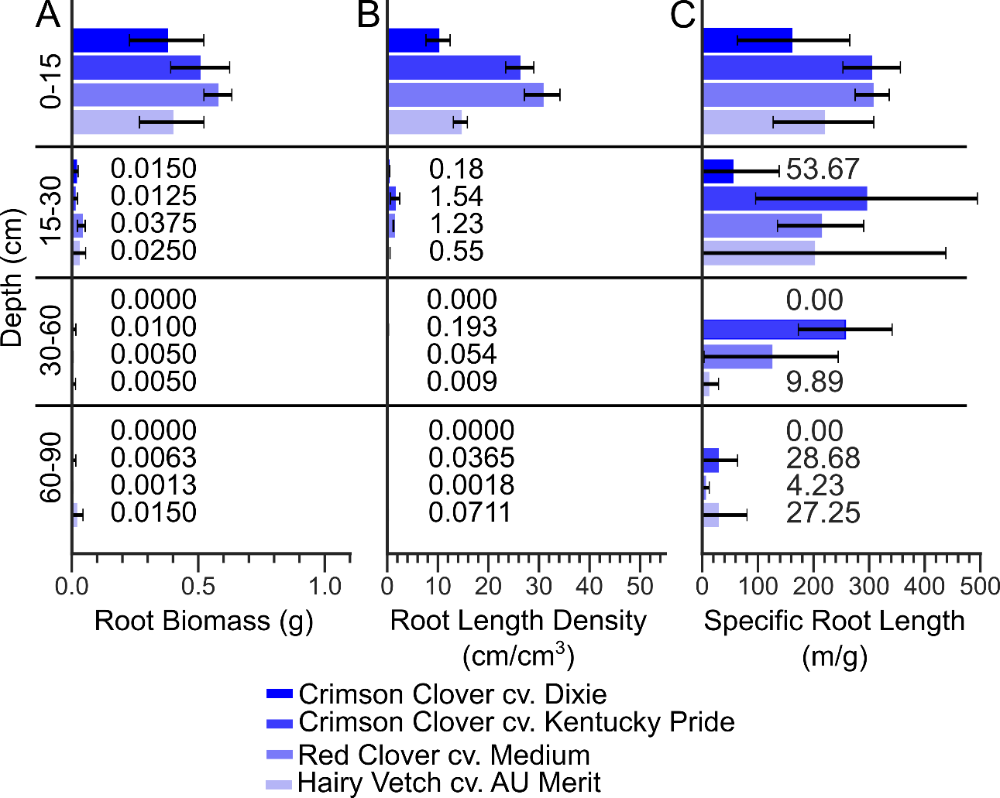 A
B
C
Depth (cm)
0-15
15-30
0.0150 0.18 53.67
0.0125 1.54
0.0375 1.23
0.0250 0.55
30-60
0.0000 0.000 0.00
0.0100 0.193
0.0050 0.054
0.0050 0.009 9.89
60-90
0.0000 0.0000 0.00
0.0063 0.0365 28.68
0.0013 0.0018 4.23
0.0150 0.0711 27.25
0.0 0.5 1.0
0 10 20 30 40 50
0 100 200 300 400 500
Root Biomass (g)
Root Length Density
(cm/cm³)
Specific Root Length
(m/g)
Crimson Clover cv. Dixie
Crimson Clover cv. Kentucky Pride
Red Clover cv. Medium
Hairy Vetch cv. AU Merit